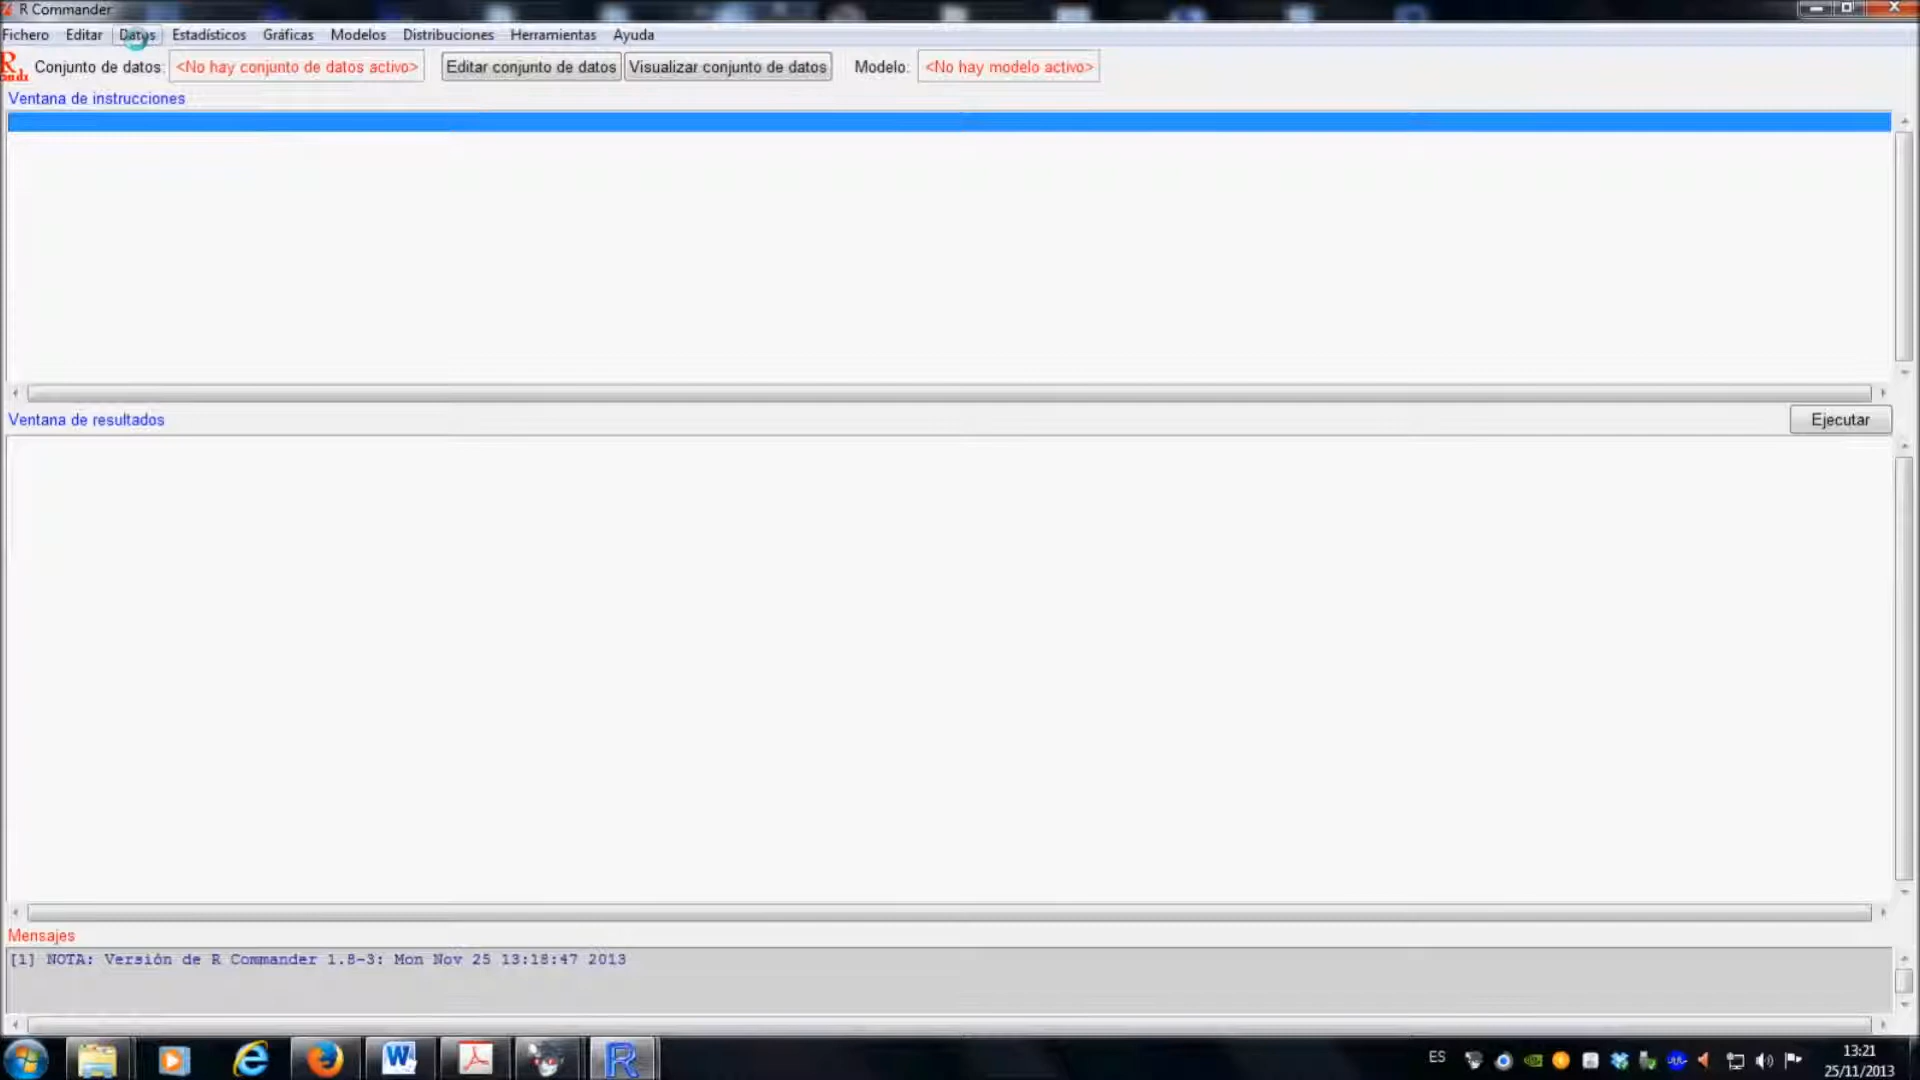 R Commander
Fichero Editar Datos Estadísticos Gráficas Modelos Distribuciones Herramientas Ayuda
R Conjunto de datos: <No hay conjunto de datos activo> Editar conjunto de datos Visualizar conjunto de datos Modelo: <No hay modelo activo>
Ventana de instrucciones
Ventana de resultados Ejecutar
Mensajes
[1] NOTA: Versión de R Commander 1.8-3: Mon Nov 25 13:18:47 2013
ES
13:21
25/11/2013